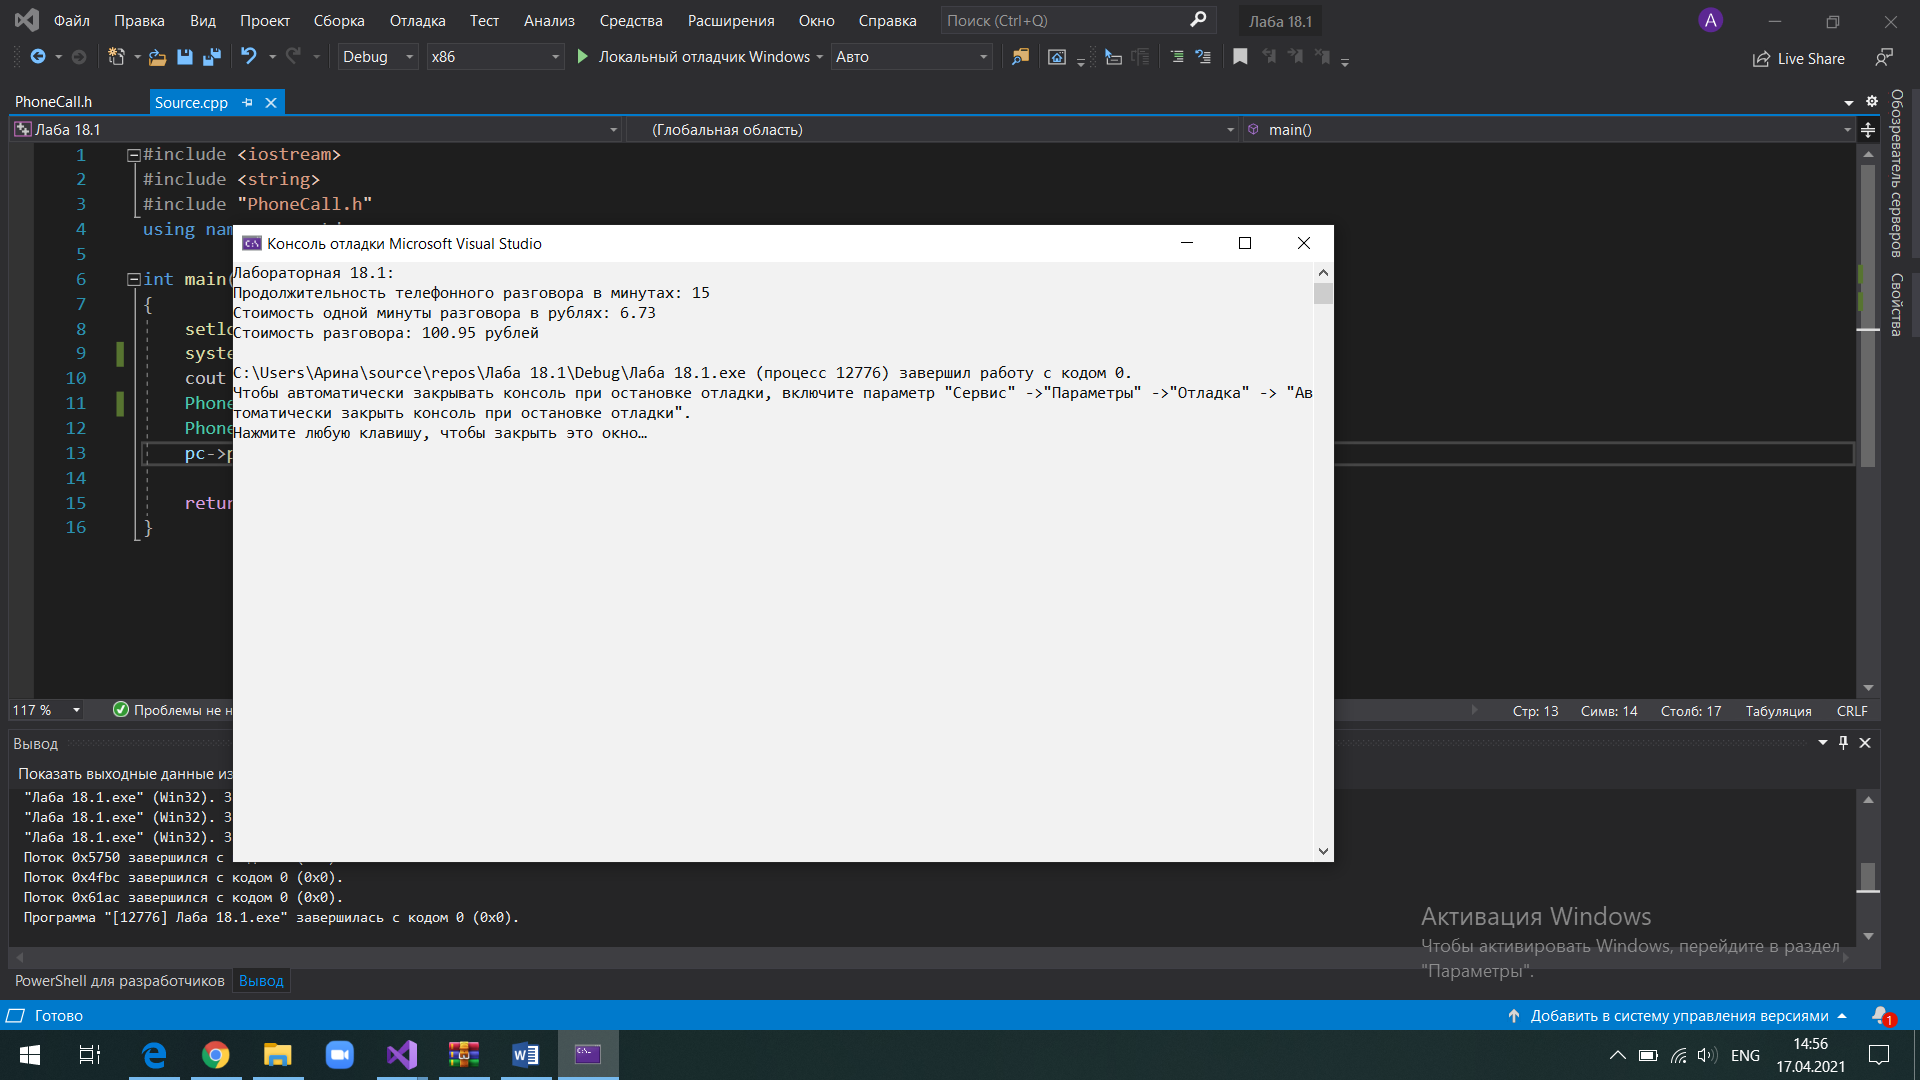 Файл Правка Вид Проект Сборка Отладка Тест Анализ Средства Расширения Окно Справка Поиск (Ctrl+Q) Лаба 18.1 A
Debug x86 Локальный отладчик Windows Авто Live Share
PhoneCall.h Source.cpp
Лаба 18.1 (Глобальная область) main()
Обозреватель серверов
Свойства
1 #include <iostream>
2 #include <string>
3 #include "PhoneCall.h"
4 using
5
6 int main(
7 {
8
9
10 cout
11
12
13 pc->
14
15
16 }
Консоль отладки Microsoft Visual Studio
Лабораторная 18.1:
Продолжительность телефонного разговора в минутах: 15
Стоимость одной минуты разговора в рублях: 6.73
Стоимость разговора: 100.95 рублей
C:\Users\Арина\source\repos\Лаба 18.1\Debug\Лаба 18.1.exe (процесс 12776) завершил работу с кодом 0.
Чтобы автоматически закрывать консоль при остановке отладки, включите параметр "Сервис" ->"Параметры" ->"Отладка" -> "Ав
томатически закрыть консоль при остановке отладки".
Нажмите любую клавишу, чтобы закрыть это окно…
117 % Проблемы не Стр: 13 Симв: 14 Столб: 17 Табуляция CRLF
Вывод
Показать выходные данные из
"Лаба 18.1.exe" (Win32). З
"Лаба 18.1.exe" (Win32). З
"Лаба 18.1.exe" (Win32). З
Поток 0x5750 завершился с
Поток 0x4fbc завершился с кодом 0 (0x0).
Поток 0x61ac завершился с кодом 0 (0x0).
Программа "[12776] Лаба 18.1.exe" завершилась с кодом 0 (0x0).
Активация Windows
Чтобы активировать Windows, перейдите в раздел
"Параметры".
PowerShell для разработчиков Вывод
Готово Добавить в систему управления версиями 1
ENG 14:56
17.04.2021